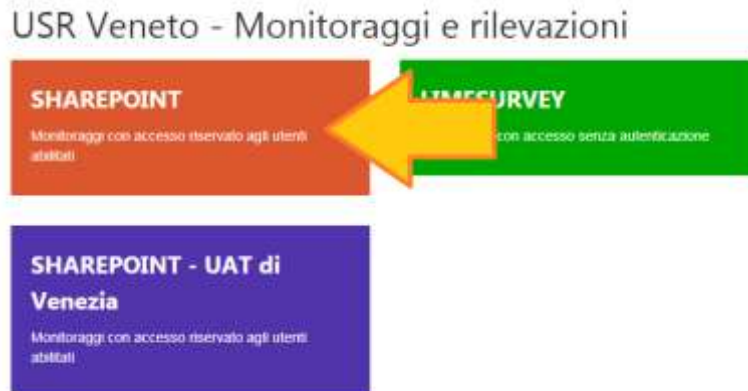 USR Veneto - Monitoraggi e rilevazioni
SHAREPOINT
Monitoraggi con accesso riservato agli utenti
abilitati
LIMESURVEY
con accesso senza autenticazione
SHAREPOINT - UAT di
Venezia
Monitoraggi con accesso riservato agli utenti
abilitati